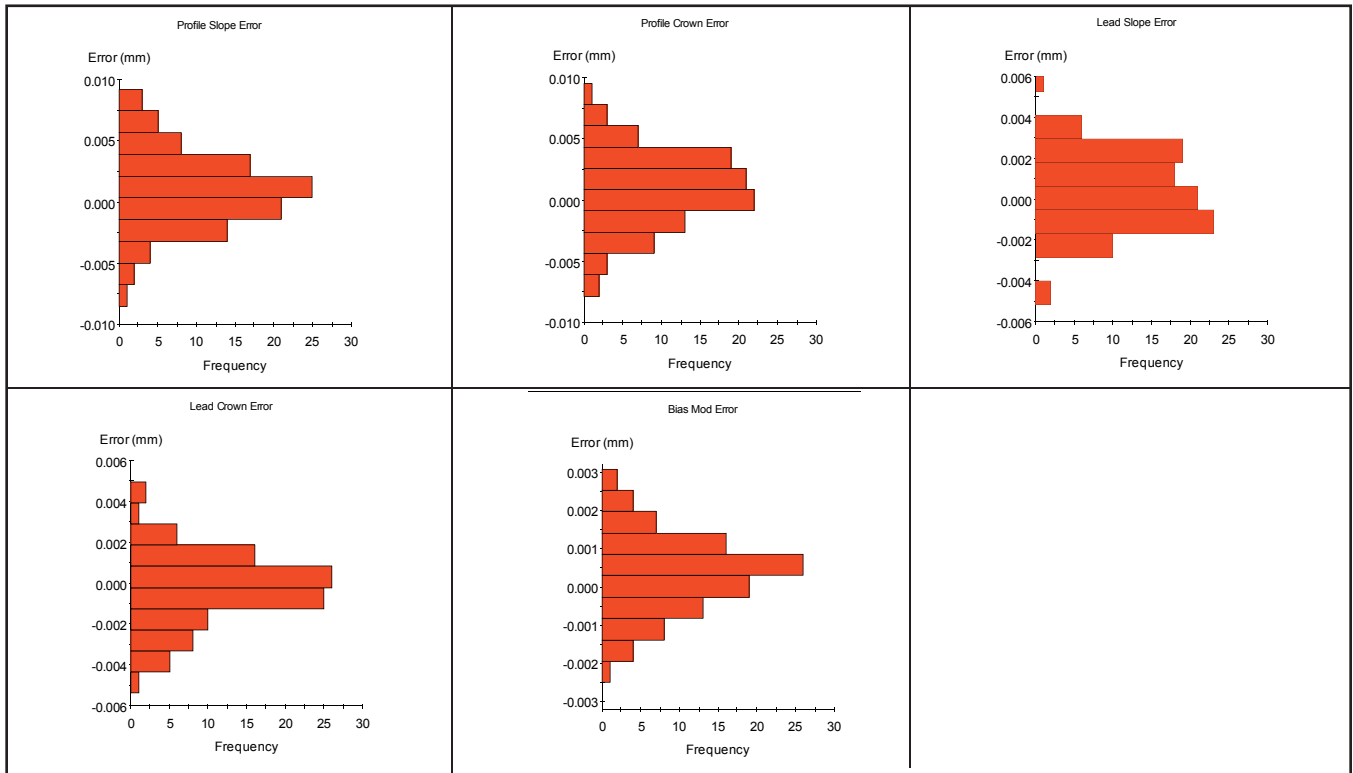 Profile Slope Error
Error (mm)
0.010
0.005
0.000
-0.005
-0.010
0 5 10 15 20 25 30
Frequency
Profile Crown Error
Error (mm)
0.010
0.005
0.000
-0.005
-0.010
0 5 10 15 20 25 30
Frequency
Lead Slope Error
Error (mm)
0.006
0.004
0.002
0.000
-0.002
-0.004
-0.006
0 5 10 15 20 25 30
Frequency
Lead Crown Error
Error (mm)
0.006
0.004
0.002
0.000
-0.002
-0.004
-0.006
0 5 10 15 20 25 30
Frequency
Bias Mod Error
Error (mm)
0.003
0.002
0.001
0.000
-0.001
-0.002
-0.003
0 5 10 15 20 25 30
Frequency